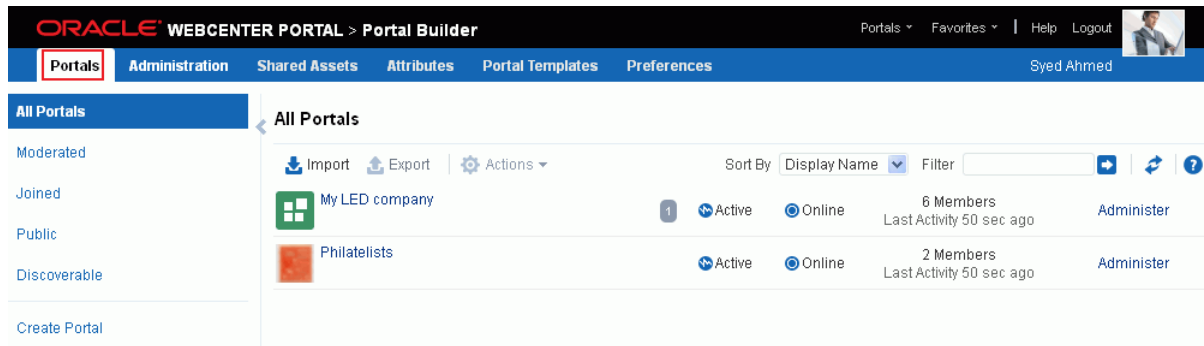 ORACLE WEBCENTER PORTAL > Portal Builder Portals Favorites Help Logout
Portals Administration Shared Assets Attributes Portal Templates Preferences Syed Ahmed
All Portals
Moderated
Joined
Public
Discoverable
Create Portal
All Portals
Import Export Actions Sort By Display Name Filter
My LED company 1 Active Online 6 Members Administer
Last Activity 50 sec ago
Philatelists Active Online 2 Members Administer
Last Activity 50 sec ago